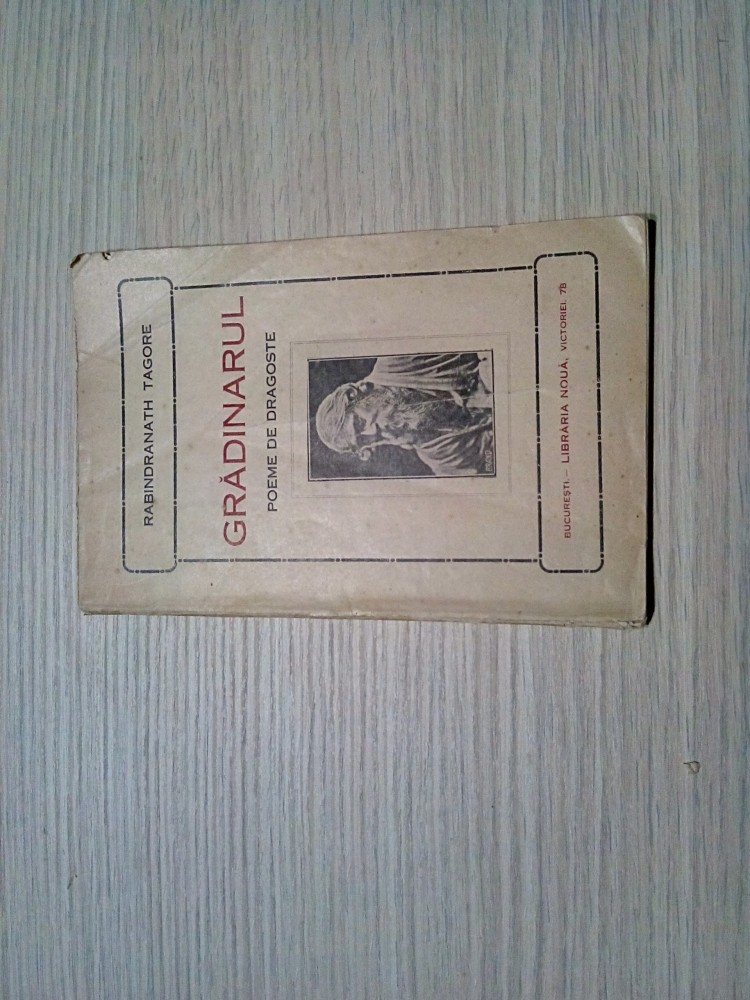 RABINDRANATH TAGORE
GRĂDINARUL
POEME DE DRAGOSTE
BUCUREȘTI. – LIBRĂRIA NOUĂ, VICTORIEI. 78